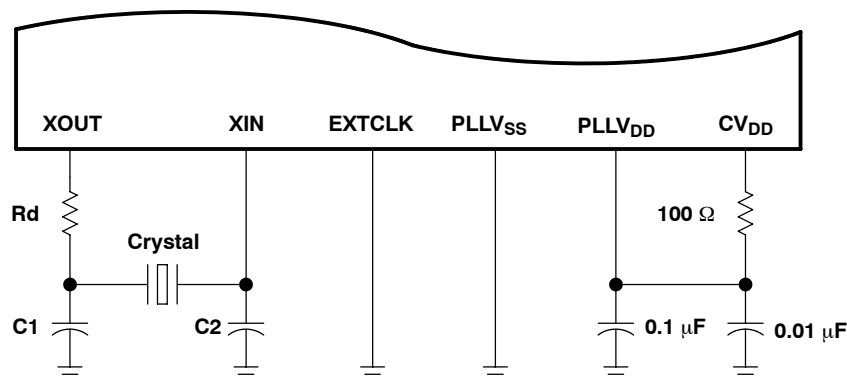 XOUT XIN EXTCLK PLLVSS PLLVDD CVDD
Rd 100 Ω
Crystal
C1 C2 0.1 μF 0.01 μF